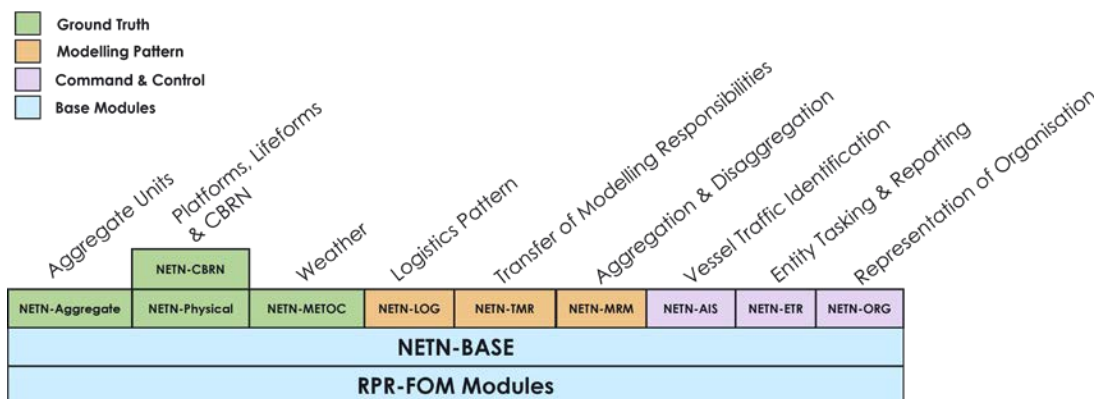 Ground Truth
Modelling Pattern
Command & Control
Base Modules
Aggregate Units
Platforms, Lifeforms
& CBRN
Weather
Logistics Pattern
Transfer of Modelling Responsibilities
Aggregation & Disaggregation
Vessel Traffic Identification
Entity Tasking & Reporting
Representation of Organisation
NETN-CBRN
NETN-Aggregate
NETN-Physical
NETN-METOC
NETN-LOG
NETN-TMR
NETN-MRM
NETN-AIS
NETN-ETR
NETN-ORG
NETN-BASE
RPR-FOM Modules